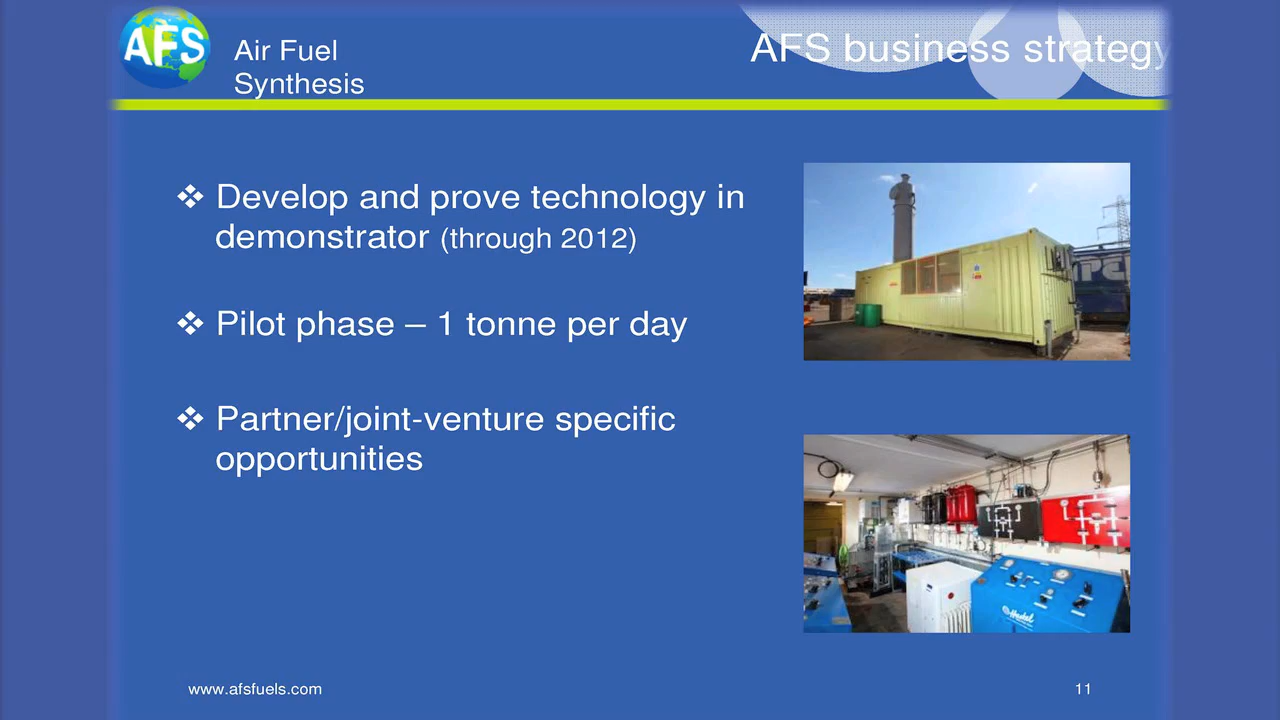 AFS
Air Fuel
Synthesis
AFS business strategy
❖ Develop and prove technology in
demonstrator (through 2012)
❖ Pilot phase – 1 tonne per day
❖ Partner/joint-venture specific
opportunities
www.afsfuels.com
11